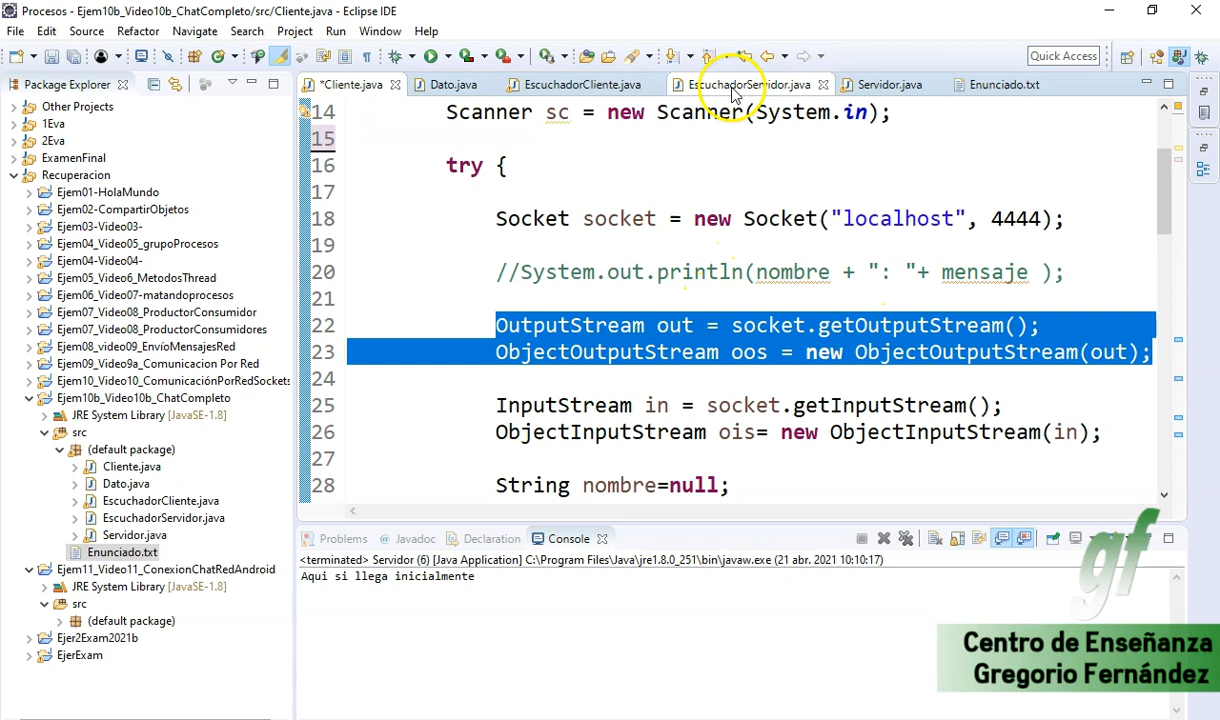 Procesos - Ejem10b_Video10b_ChatCompleto/src/Cliente.java - Eclipse IDE
File Edit Source Refactor Navigate Search Project Run Window Help
Quick Access
Package Explorer
*Cliente.java Dato.java EscuchadorCliente.java EscuchadorServidor.java Servidor.java Enunciado.txt
Other Projects
1Eva
2Eva
ExamenFinal
Recuperacion
Ejem01-HolaMundo
Ejem02-CompartirObjetos
Ejem03-Video03-
Ejem04_Video05_grupoProcesos
Ejem04-Video04-
Ejem05_Video6_MetodosThread
Ejem06_Video07-matandoprocesos
Ejem07_Video08_ProductorConsumidor
Ejem07_Video08_ProductorConsumidores
Ejem08_video09_EnvíoMensajesRed
Ejem09_Video09a_Comunicacion Por Red
Ejem10_Video10_ComunicaciónPorRedSockets
Ejem10b_Video10b_ChatCompleto
JRE System Library [JavaSE-1.8]
src
(default package)
Cliente.java
Dato.java
EscuchadorCliente.java
EscuchadorServidor.java
Servidor.java
Enunciado.txt
Ejem11_Video11_ConexionChatRedAndroid
JRE System Library [JavaSE-1.8]
src
(default package)
Ejer2Exam2021b
EjerExam
14 Scanner sc = new Scanner(System.in);
15
16 try {
17
18 Socket socket = new Socket("localhost", 4444);
19
20 //System.out.println(nombre + ": "+ mensaje );
21
22 OutputStream out = socket.getOutputStream();
23 ObjectOutputStream oos = new ObjectOutputStream(out);
24
25 InputStream in = socket.getInputStream();
26 ObjectInputStream ois= new ObjectInputStream(in);
27
28 String nombre=null;
Problems Javadoc Declaration Console
<terminated> Servidor (6) [Java Application] C:\Program Files\Java\jre1.8.0_251\bin\javaw.exe (21 abr. 2021 10:10:17)
Aqui si llega inicialmente
gf
Centro de Enseñanza
Gregorio Fernández